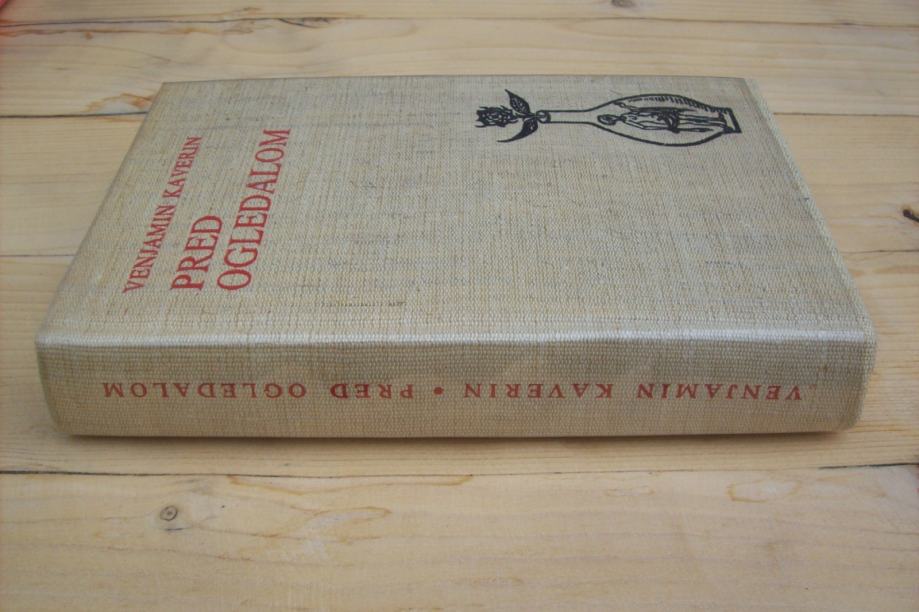 VENJAMIN KAVERIN
PRED
OGLEDALOM
VENJAMIN KAVERIN • PRED OGLEDALOM